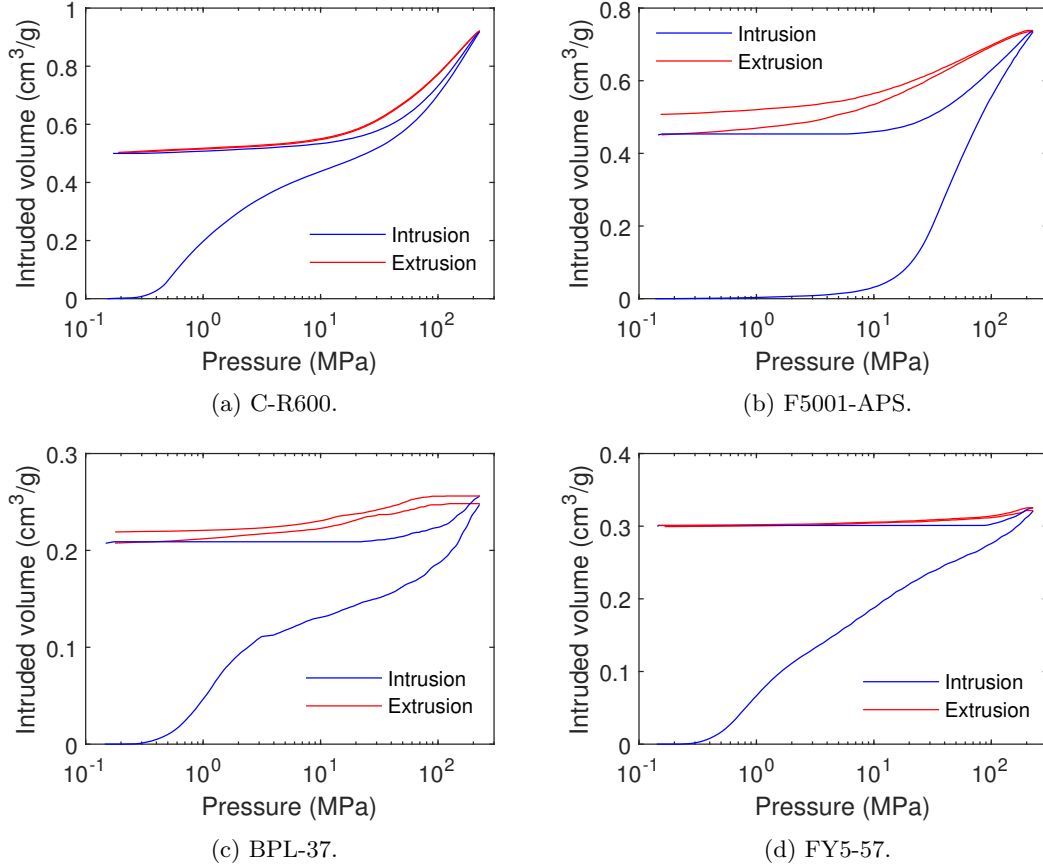 1
0.8
0.6
0.4
0.2
0
Intruded volume (cm³/g)
Intrusion
Extrusion
10⁻¹ 10⁰ 10¹ 10²
Pressure (MPa)
(a) C-R600.
0.8
0.6
0.4
0.2
0
Intruded volume (cm³/g)
Intrusion
Extrusion
10⁻¹ 10⁰ 10¹ 10²
Pressure (MPa)
(b) F5001-APS.
0.3
0.2
0.1
0
Intruded volume (cm³/g)
Intrusion
Extrusion
10⁻¹ 10⁰ 10¹ 10²
Pressure (MPa)
(c) BPL-37.
0.4
0.3
0.2
0.1
0
Intruded volume (cm³/g)
Intrusion
Extrusion
10⁻¹ 10⁰ 10¹ 10²
Pressure (MPa)
(d) FY5-57.